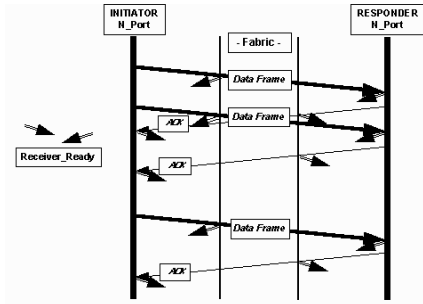 INITIATOR
N_Port
RESPONDER
N_Port
- Fabric -
Data Frame
ACK
Data Frame
Receiver_Ready
ACK
Data Frame
ACK